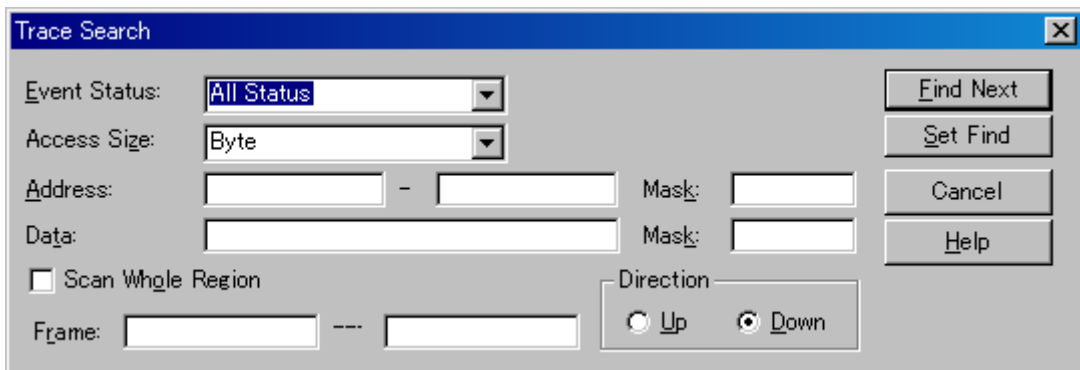 Trace Search
Event Status: All Status Find Next
Access Size: Byte Set Find
Address: - Mask: Cancel
Data: Mask: Help
Scan Whole Region Direction
Frame: --- Up Down